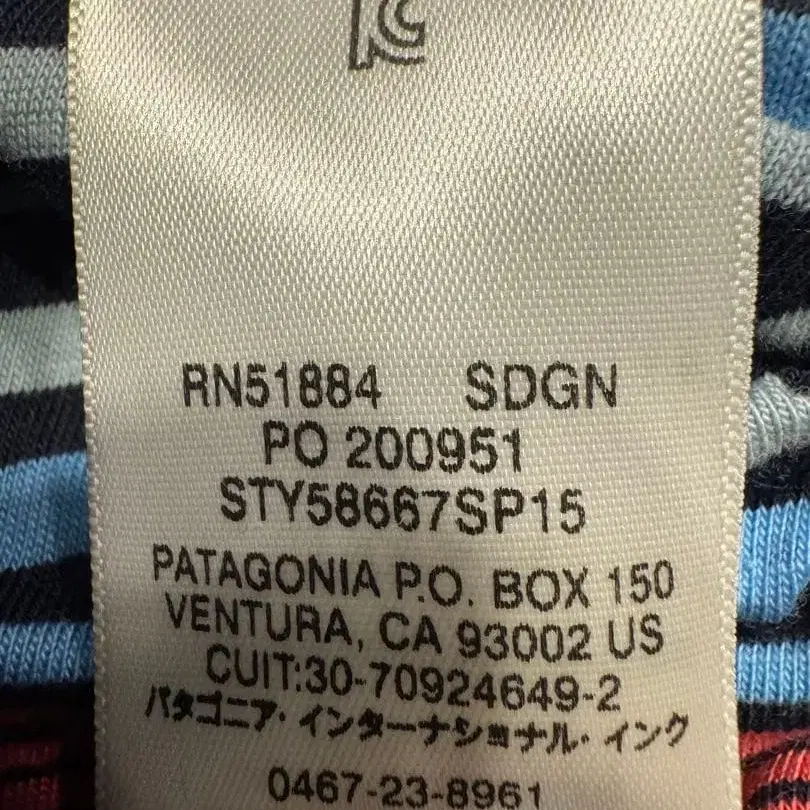 RN51884 SDGN
PO 200951
STY58667SP15
PATAGONIA P.O. BOX 150
VENTURA, CA 93002 US
CUIT:30-70924649-2
パタゴニア・インターナショナル・インク
0467-23-8961